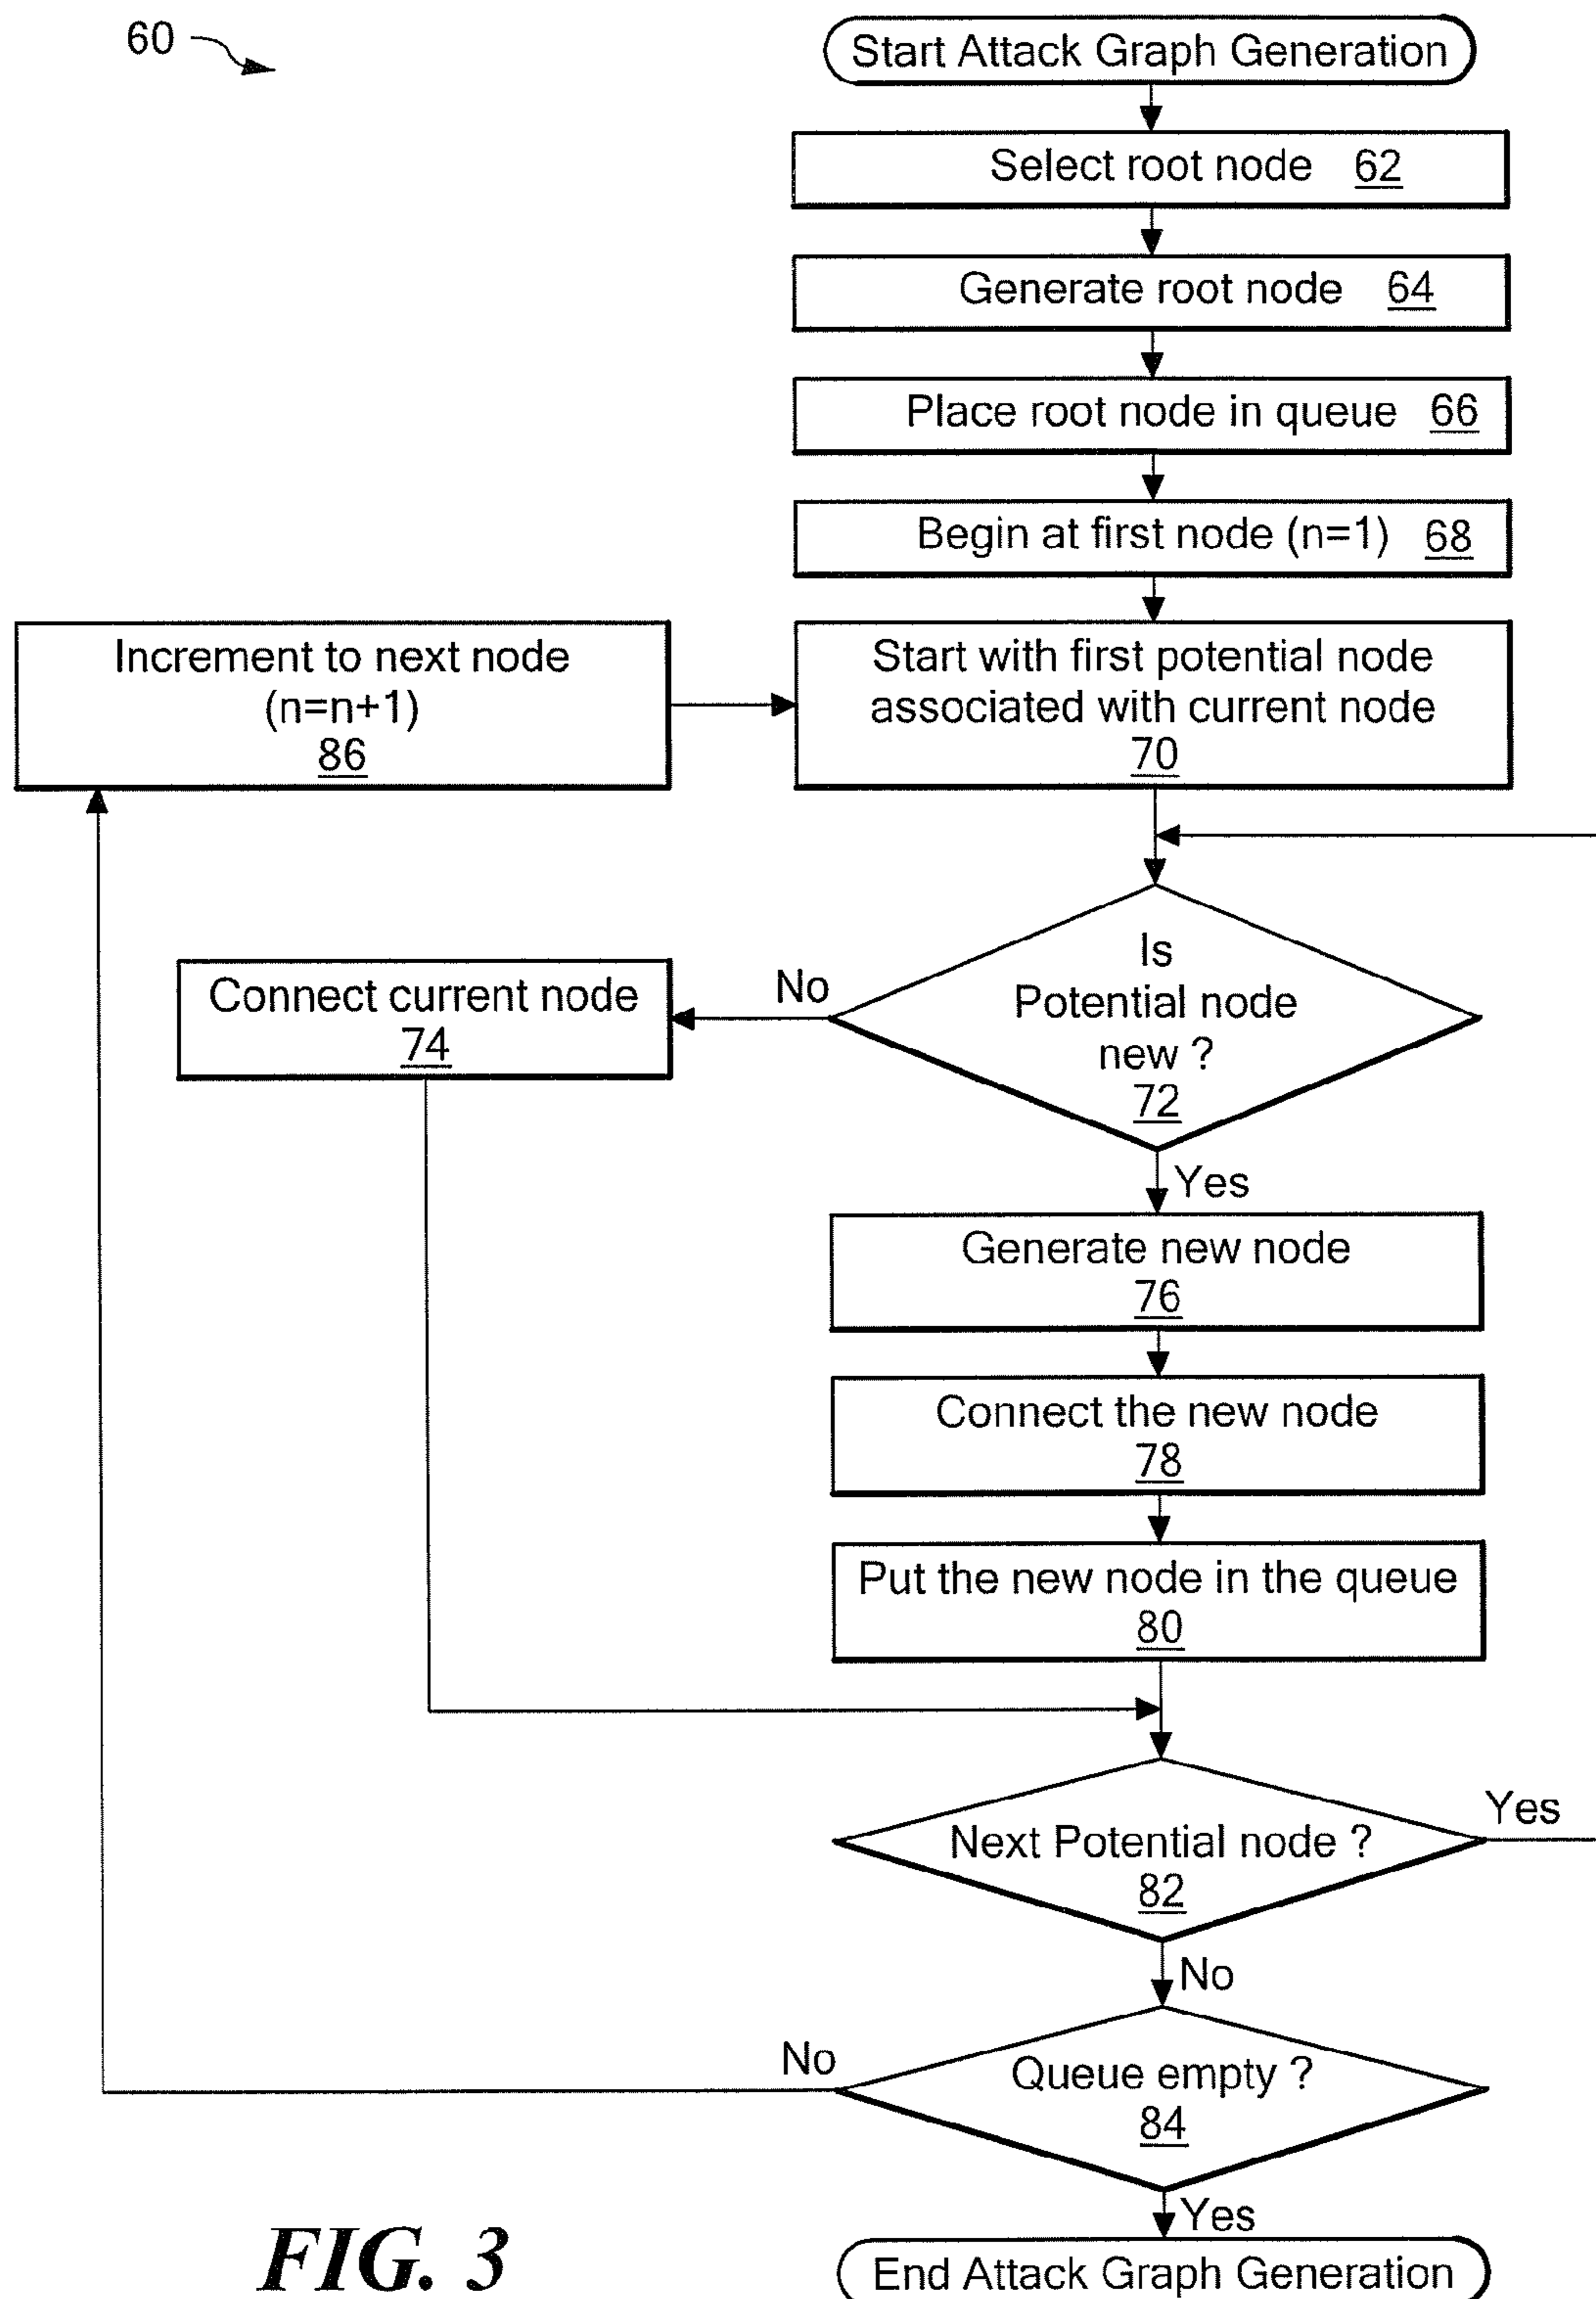 60
Start Attack Graph Generation
Select root node 62
Generate root node 64
Place root node in queue 66
Begin at first node (n=1) 68
Increment to next node
(n=n+1)
86
Start with first potential node
associated with current node
70
Is
Potential node
new ?
72
No
Connect current node
74
Yes
Generate new node
76
Connect the new node
78
Put the new node in the queue
80
Next Potential node ?
82
Yes
No
Queue empty ?
84
No
Yes
End Attack Graph Generation
FIG. 3